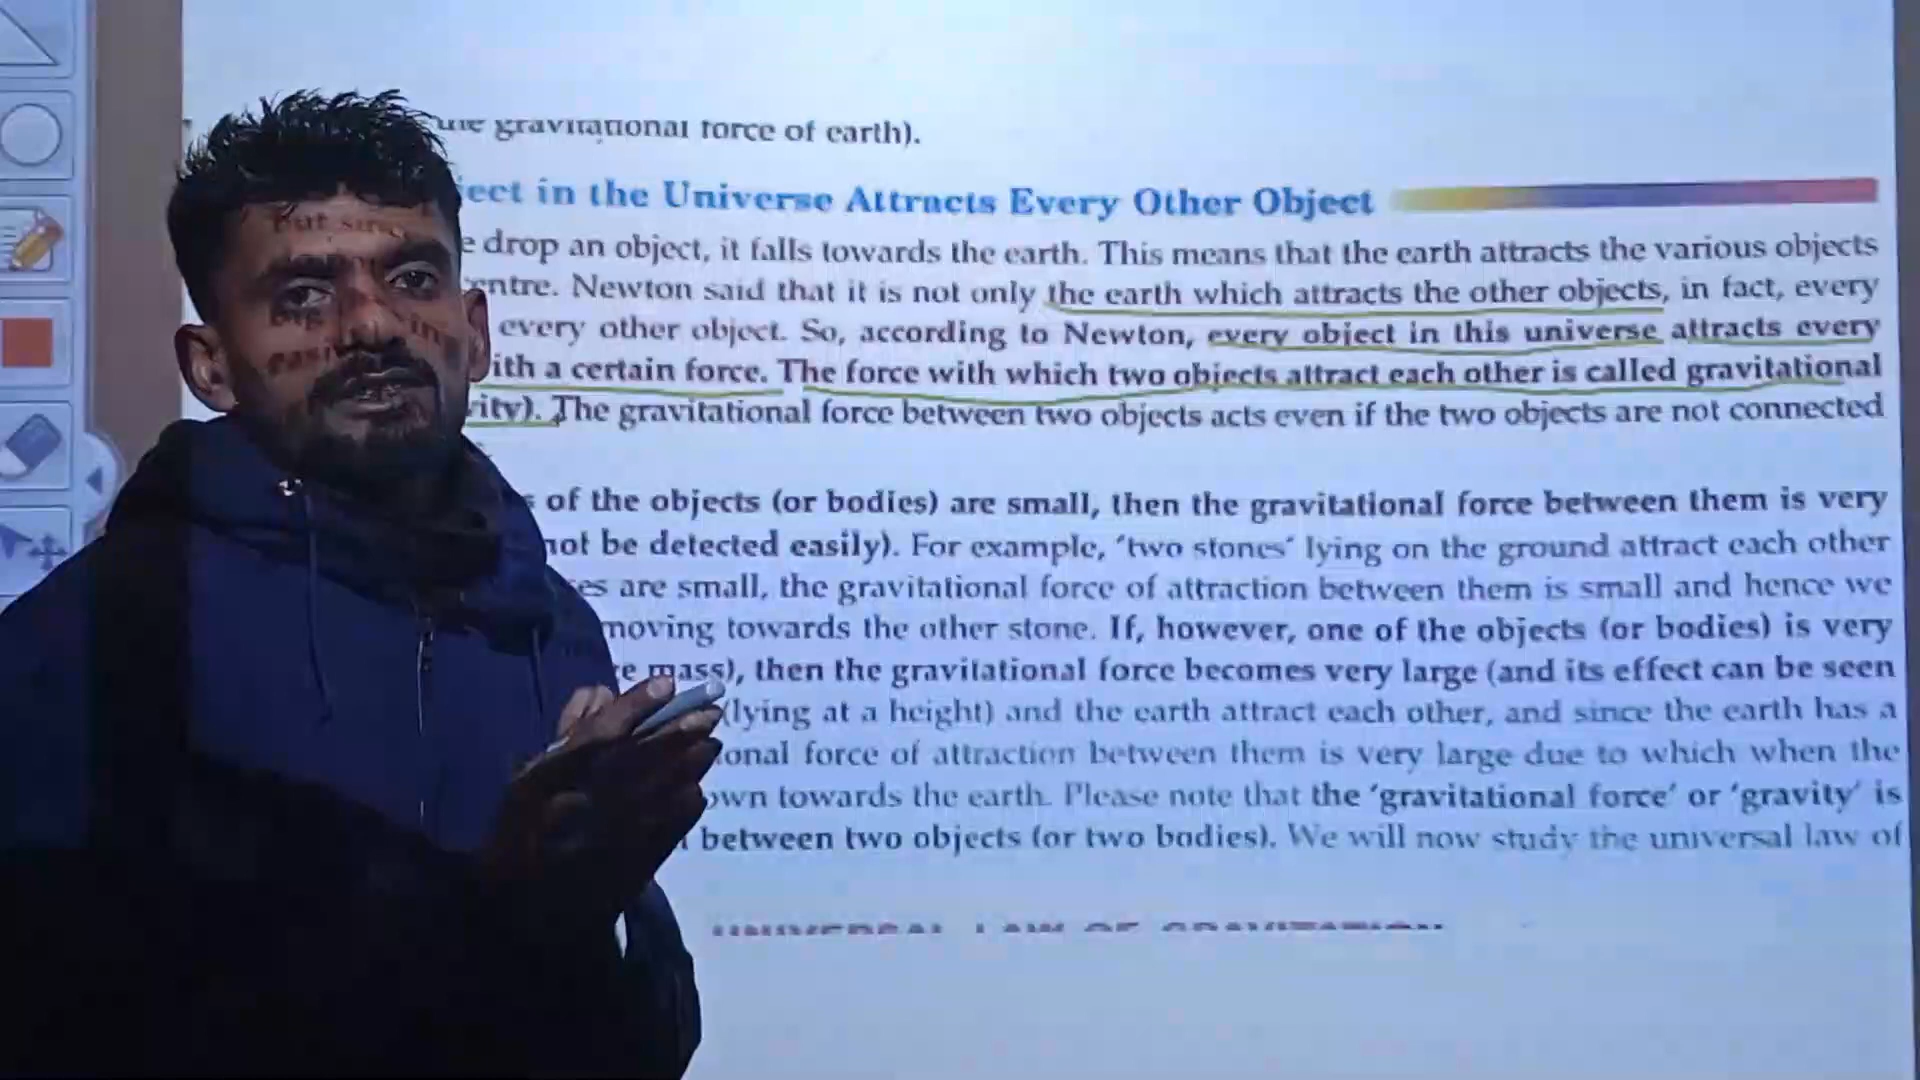 the gravitational force of earth).
ject in the Universe Attracts Every Other Object
e drop an object, it falls towards the earth. This means that the earth attracts the various objects
entre. Newton said that it is not only the earth which attracts the other objects, in fact, every
every other object. So, according to Newton, every object in this universe attracts every
ith a certain force. The force with which two objects attract each other is called gravitational
ity). The gravitational force between two objects acts even if the two objects are not connected
of the objects (or bodies) are small, then the gravitational force between them is very
not be detected easily). For example, 'two stones' lying on the ground attract each other
es are small, the gravitational force of attraction between them is small and hence we
moving towards the other stone. If, however, one of the objects (or bodies) is very
e mass), then the gravitational force becomes very large (and its effect can be seen
(lying at a height) and the earth attract each other, and since the earth has a
ional force of attraction between them is very large due to which when the
own towards the earth. Please note that the 'gravitational force' or 'gravity' is
between two objects (or two bodies). We will now study the universal law of
UNIVERSAL LAW OF GRAVITATION